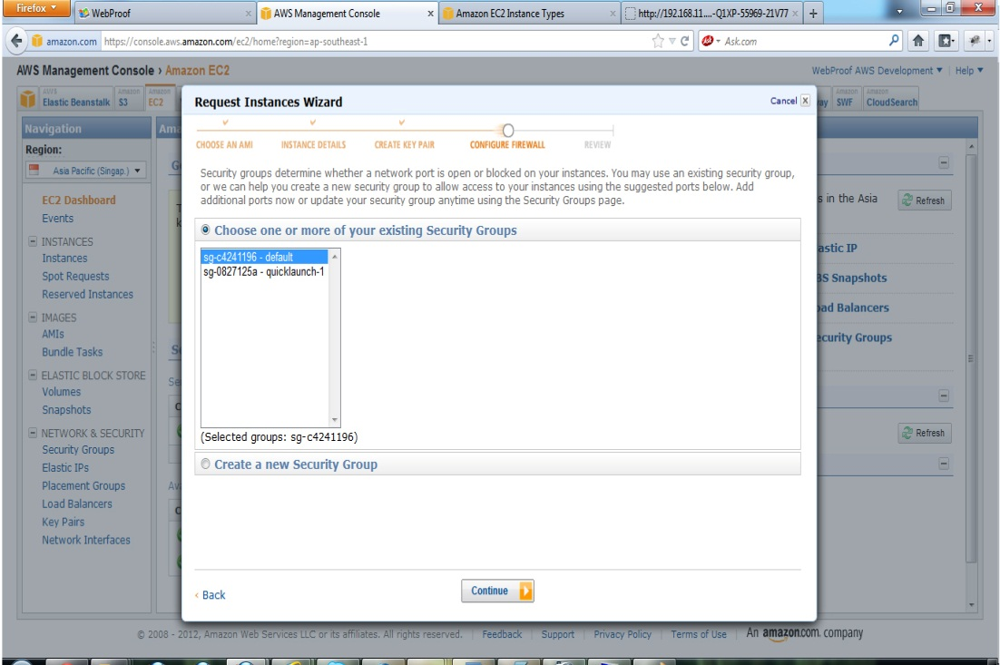 Firefox
WebProof
AWS Management Console
Amazon EC2 Instance Types
http://192.168.11....-Q1XP-55969-21V77
amazon.com https://console.aws.amazon.com/ec2/home?region=ap-southeast-1
Ask.com
AWS Management Console › Amazon EC2
WebProof AWS Development Help
AWS Elastic Beanstalk
Amazon S3
Amazon EC2
Amazon SWF
Amazon CloudSearch
Navigation
Region:
Asia Pacific (Singap.)
EC2 Dashboard
Events
INSTANCES
Instances
Spot Requests
Reserved Instances
IMAGES
AMIs
Bundle Tasks
ELASTIC BLOCK STORE
Volumes
Snapshots
NETWORK & SECURITY
Security Groups
Elastic IPs
Placement Groups
Load Balancers
Key Pairs
Network Interfaces
Request Instances Wizard
Cancel
CHOOSE AN AMI
INSTANCE DETAILS
CREATE KEY PAIR
CONFIGURE FIREWALL
REVIEW
Security groups determine whether a network port is open or blocked on your instances. You may use an existing security group,
or we can help you create a new security group to allow access to your instances using the suggested ports below. Add
additional ports now or update your security group anytime using the Security Groups page.
Choose one or more of your existing Security Groups
sg-c4241196 - default
sg-0827125a - quicklaunch-1
(Selected groups: sg-c4241196)
Create a new Security Group
‹ Back
Continue
s in the Asia
Refresh
astic IP
BS Snapshots
oad Balancers
ecurity Groups
Refresh
© 2008 - 2012, Amazon Web Services LLC or its affiliates. All rights reserved. | Feedback | Support | Privacy Policy | Terms of Use | An amazon.com. company